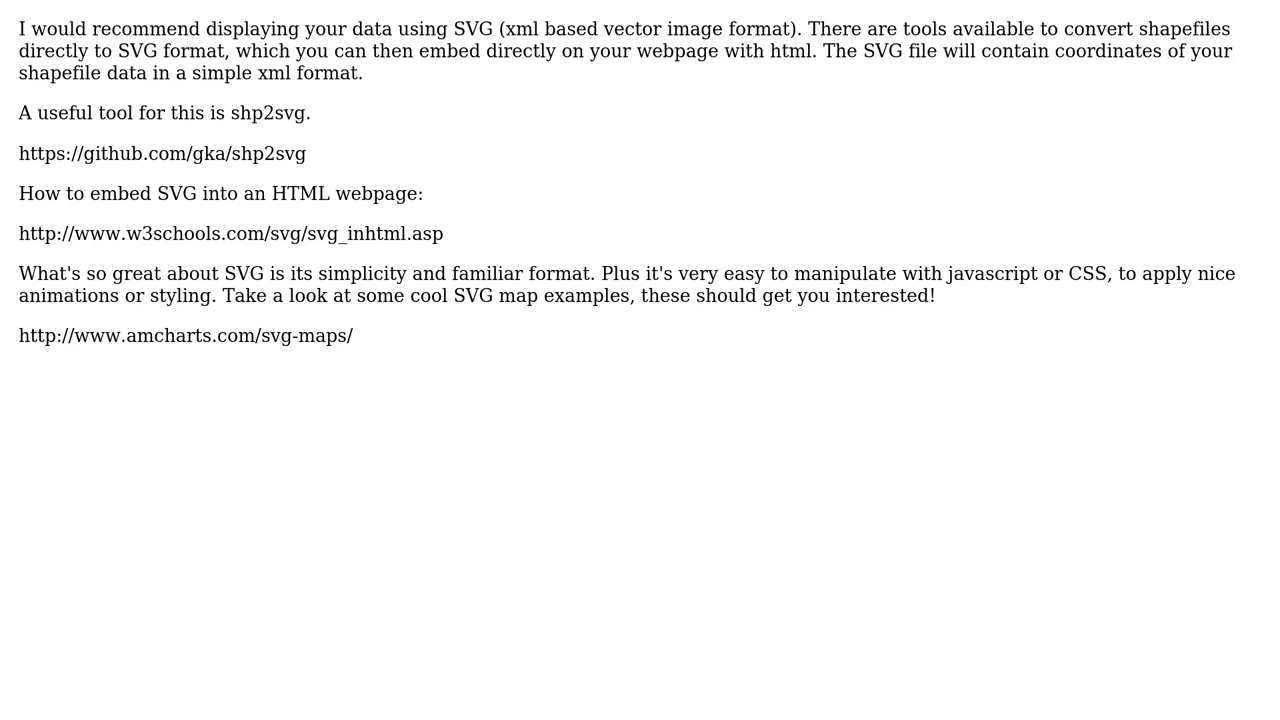 I would recommend displaying your data using SVG (xml based vector image format). There are tools available to convert shapefiles
directly to SVG format, which you can then embed directly on your webpage with html. The SVG file will contain coordinates of your
shapefile data in a simple xml format.
A useful tool for this is shp2svg.
https://github.com/gka/shp2svg
How to embed SVG into an HTML webpage:
http://www.w3schools.com/svg/svg_inhtml.asp
What's so great about SVG is its simplicity and familiar format. Plus it's very easy to manipulate with javascript or CSS, to apply nice
animations or styling. Take a look at some cool SVG map examples, these should get you interested!
http://www.amcharts.com/svg-maps/